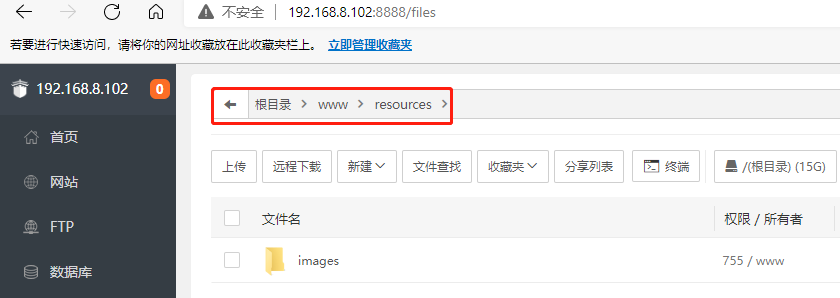 不安全 192.168.8.102:8888/files
若要进行快速访问，请将你的网址收藏放在此收藏夹栏上。 立即管理收藏夹
192.168.8.102 0
根目录 www resources
首页
上传 远程下载 新建 文件查找 收藏夹 分享列表 终端 /(根目录) (15G)
网站
文件名 权限 / 所有者
FTP
images 755 / www
数据库